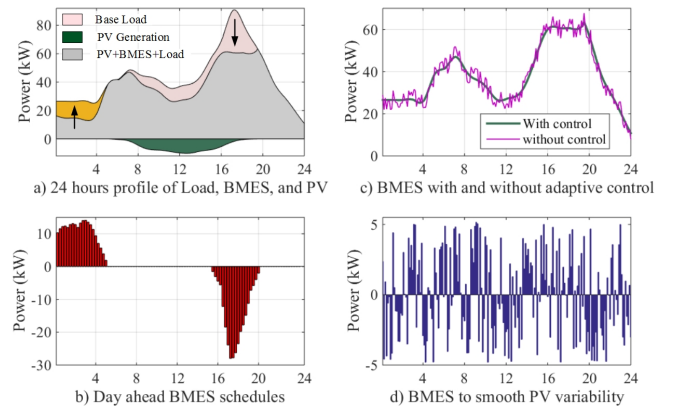 Base Load
PV Generation
PV+BMES+Load
Power (kW)
80
60
40
20
0
4 8 12 16 20 24
a) 24 hours profile of Load, BMES, and PV
Power (kW)
60
40
20
0
With control
without control
4 8 12 16 20 24
c) BMES with and without adaptive control
Power (kW)
10
0
-10
-20
-30
4 8 12 16 20 24
b) Day ahead BMES schedules
Power (kW)
5
0
-5
4 8 12 16 20 24
d) BMES to smooth PV variability